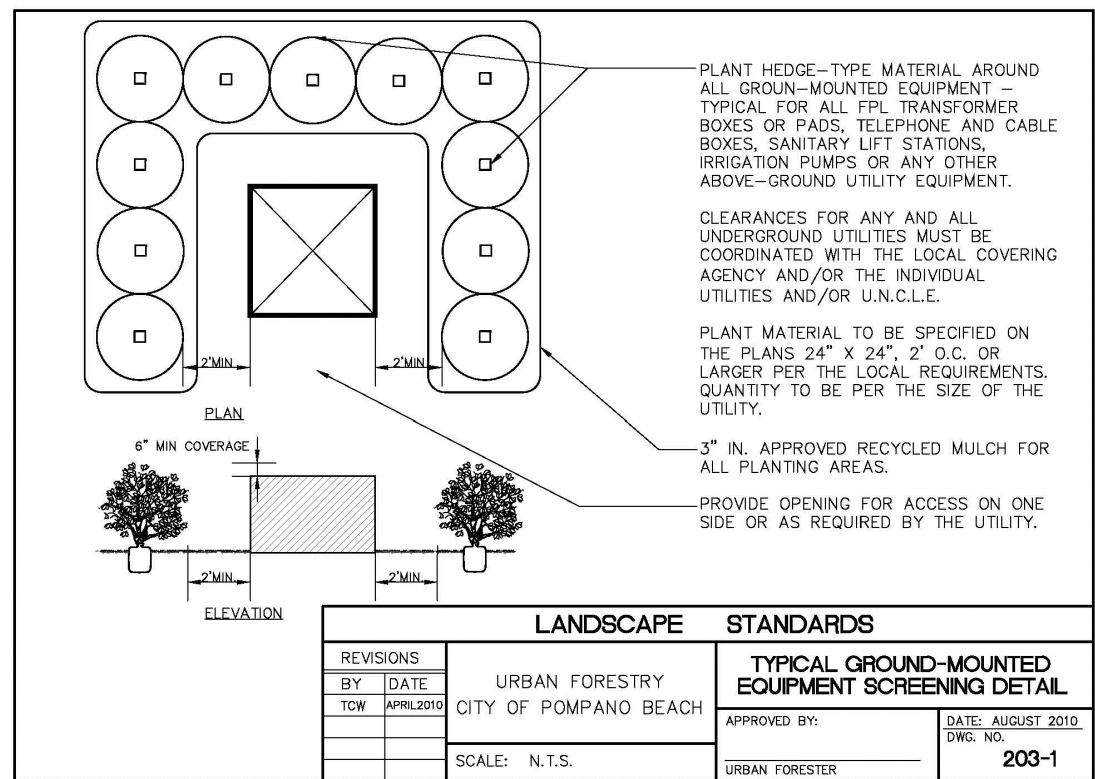 PLANT HEDGE-TYPE MATERIAL AROUND
ALL GROUN-MOUNTED EQUIPMENT -
TYPICAL FOR ALL FPL TRANSFORMER
BOXES OR PADS, TELEPHONE AND CABLE
BOXES, SANITARY LIFT STATIONS,
IRRIGATION PUMPS OR ANY OTHER
ABOVE-GROUND UTILITY EQUIPMENT.
CLEARANCES FOR ANY AND ALL
UNDERGROUND UTILITIES MUST BE
COORDINATED WITH THE LOCAL COVERING
AGENCY AND/OR THE INDIVIDUAL
UTILITIES AND/OR U.N.C.L.E.
PLANT MATERIAL TO BE SPECIFIED ON
THE PLANS 24" X 24", 2' O.C. OR
LARGER PER THE LOCAL REQUIREMENTS.
QUANTITY TO BE PER THE SIZE OF THE
UTILITY.
3" IN. APPROVED RECYCLED MULCH FOR
ALL PLANTING AREAS.
PROVIDE OPENING FOR ACCESS ON ONE
SIDE OR AS REQUIRED BY THE UTILITY.
2'MIN. 2'MIN.
PLAN
6" MIN COVERAGE
2'MIN. 2'MIN.
ELEVATION
LANDSCAPE STANDARDS
REVISIONS
BY DATE
TCW APRIL2010
URBAN FORESTRY
CITY OF POMPANO BEACH
SCALE: N.T.S.
TYPICAL GROUND-MOUNTED
EQUIPMENT SCREENING DETAIL
APPROVED BY:
URBAN FORESTER
DATE: AUGUST 2010
DWG. NO.
203-1